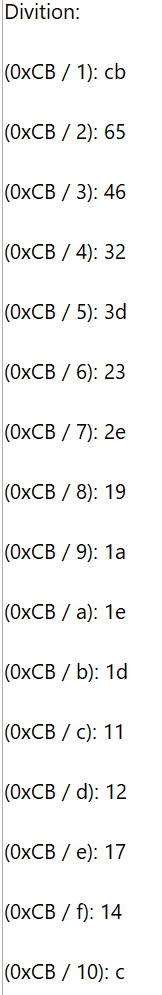 Divition:
(0xCB / 1): cb
(0xCB / 2): 65
(0xCB / 3): 46
(0xCB / 4): 32
(0xCB / 5): 3d
(0xCB / 6): 23
(0xCB / 7): 2e
(0xCB / 8): 19
(0xCB / 9): 1a
(0xCB / a): 1e
(0xCB / b): 1d
(0xCB / c): 11
(0xCB / d): 12
(0xCB / e): 17
(0xCB / f): 14
(0xCB / 10): c